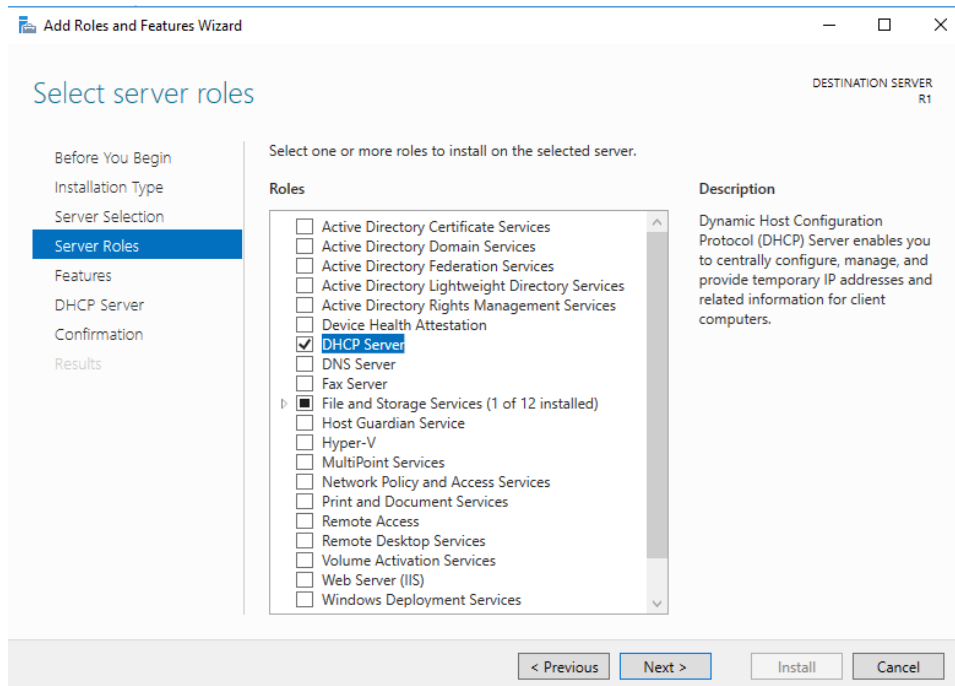 Add Roles and Features Wizard
Select server roles
DESTINATION SERVER
R1
Before You Begin
Installation Type
Server Selection
Server Roles
Features
DHCP Server
Confirmation
Results
Select one or more roles to install on the selected server.
Roles
Active Directory Certificate Services
Active Directory Domain Services
Active Directory Federation Services
Active Directory Lightweight Directory Services
Active Directory Rights Management Services
Device Health Attestation
DHCP Server
DNS Server
Fax Server
File and Storage Services (1 of 12 installed)
Host Guardian Service
Hyper-V
MultiPoint Services
Network Policy and Access Services
Print and Document Services
Remote Access
Remote Desktop Services
Volume Activation Services
Web Server (IIS)
Windows Deployment Services
Description
Dynamic Host Configuration
Protocol (DHCP) Server enables you
to centrally configure, manage, and
provide temporary IP addresses and
related information for client
computers.
< Previous
Next >
Install
Cancel